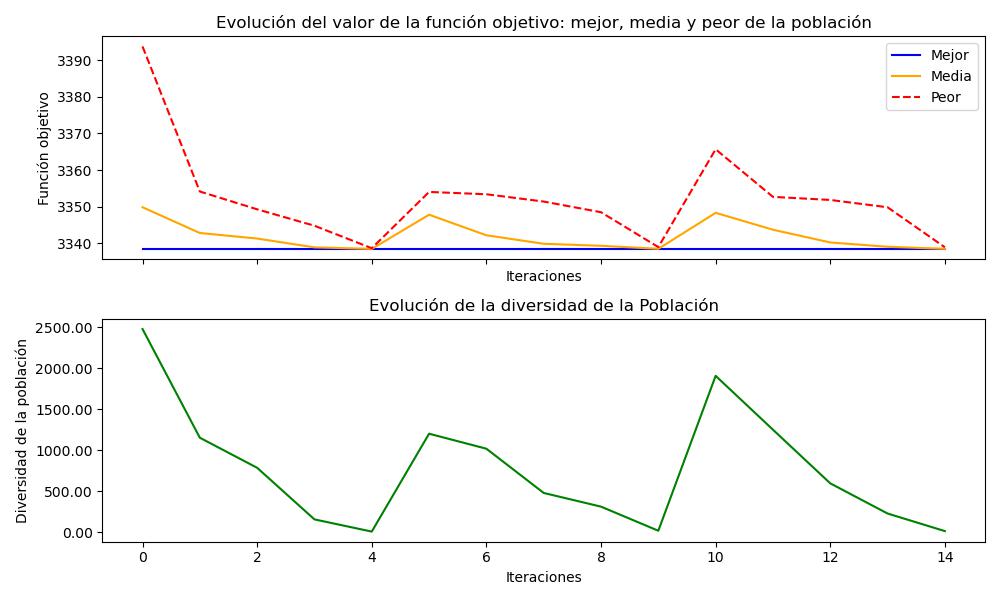 Evolución del valor de la función objetivo: mejor, media y peor de la población
Función objetivo
3390
3380
3370
3360
3350
3340
Mejor
Media
Peor
Iteraciones
Evolución de la diversidad de la Población
Diversidad de la población
2500.00
2000.00
1500.00
1000.00
500.00
0.00
0 2 4 6 8 10 12 14
Iteraciones